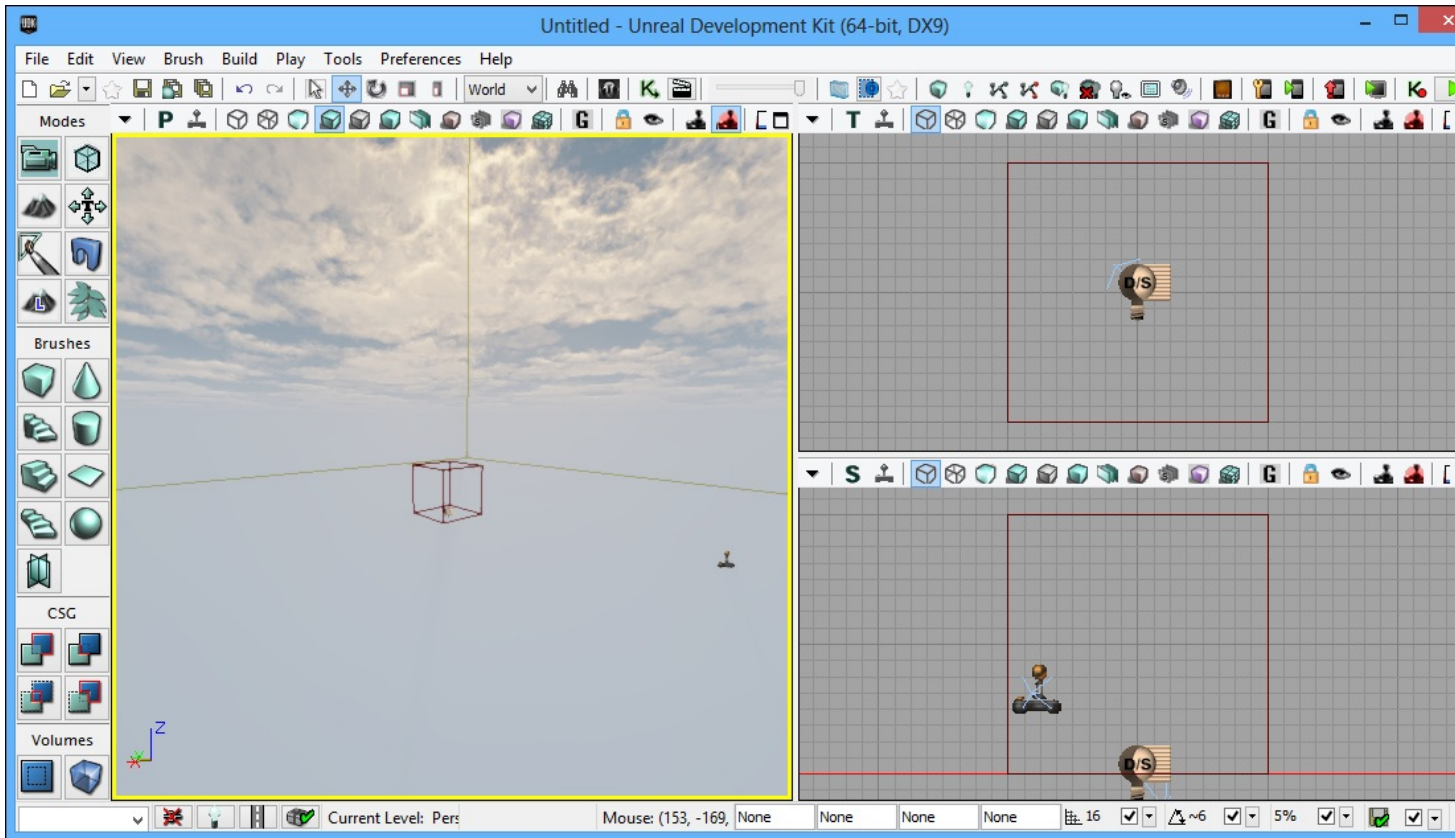 UDK
Untitled - Unreal Development Kit (64-bit, DX9)
File Edit View Brush Build Play Tools Preferences Help
World
Modes
P
G
T
G
D/S
Brushes
S
G
D/S
CSG
Volumes
L
Z
Current Level: Pers
Mouse: (153, -169,
None
None
None
None
16
~6
5%